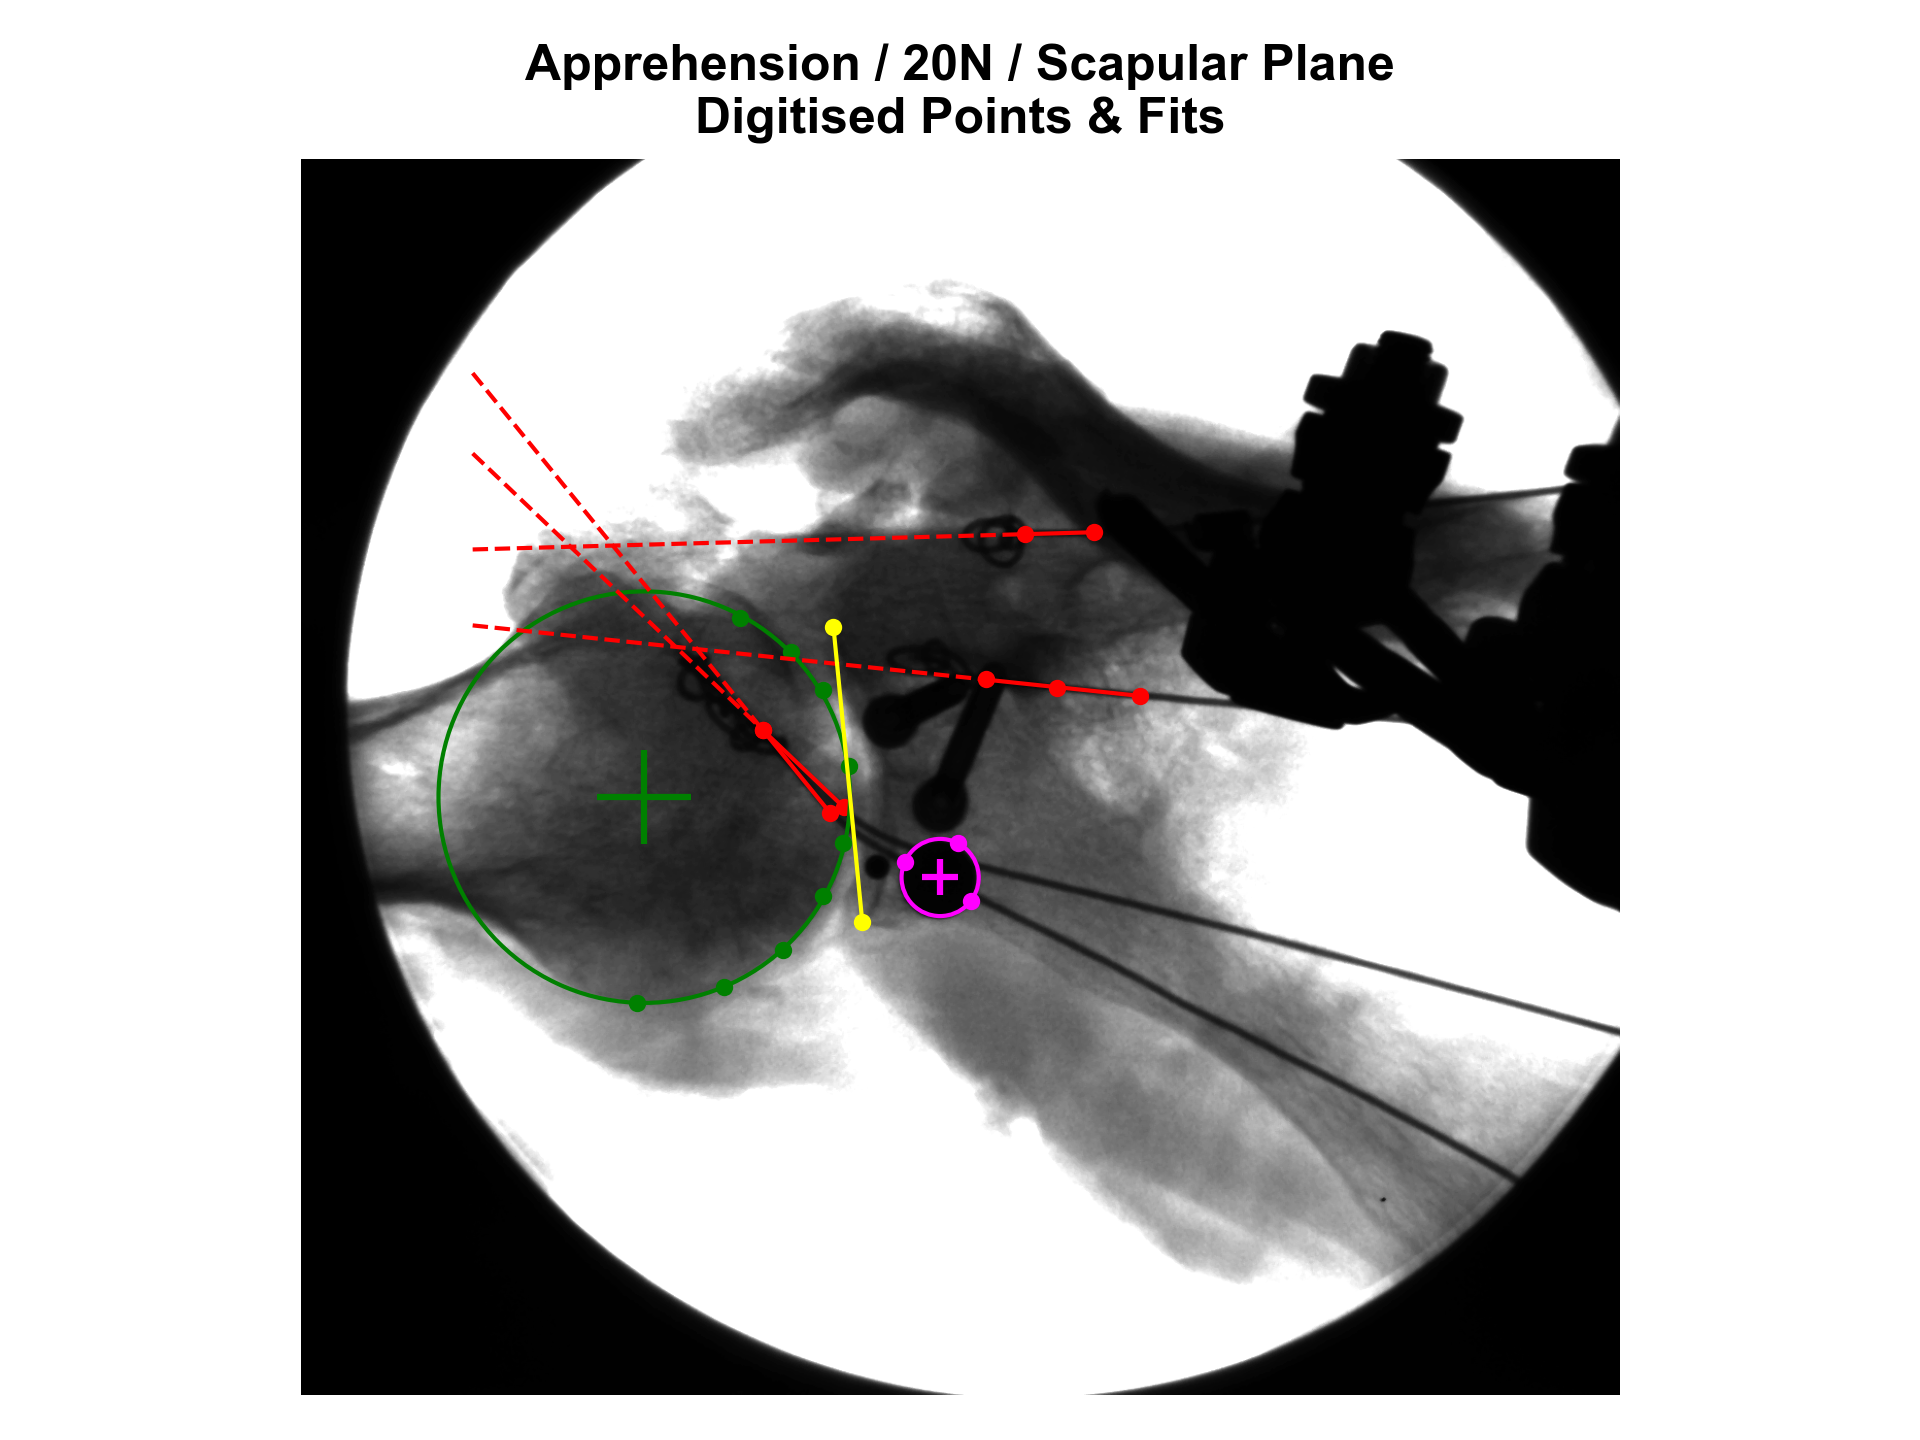 Apprehension / 20N / Scapular Plane
Digitised Points & Fits